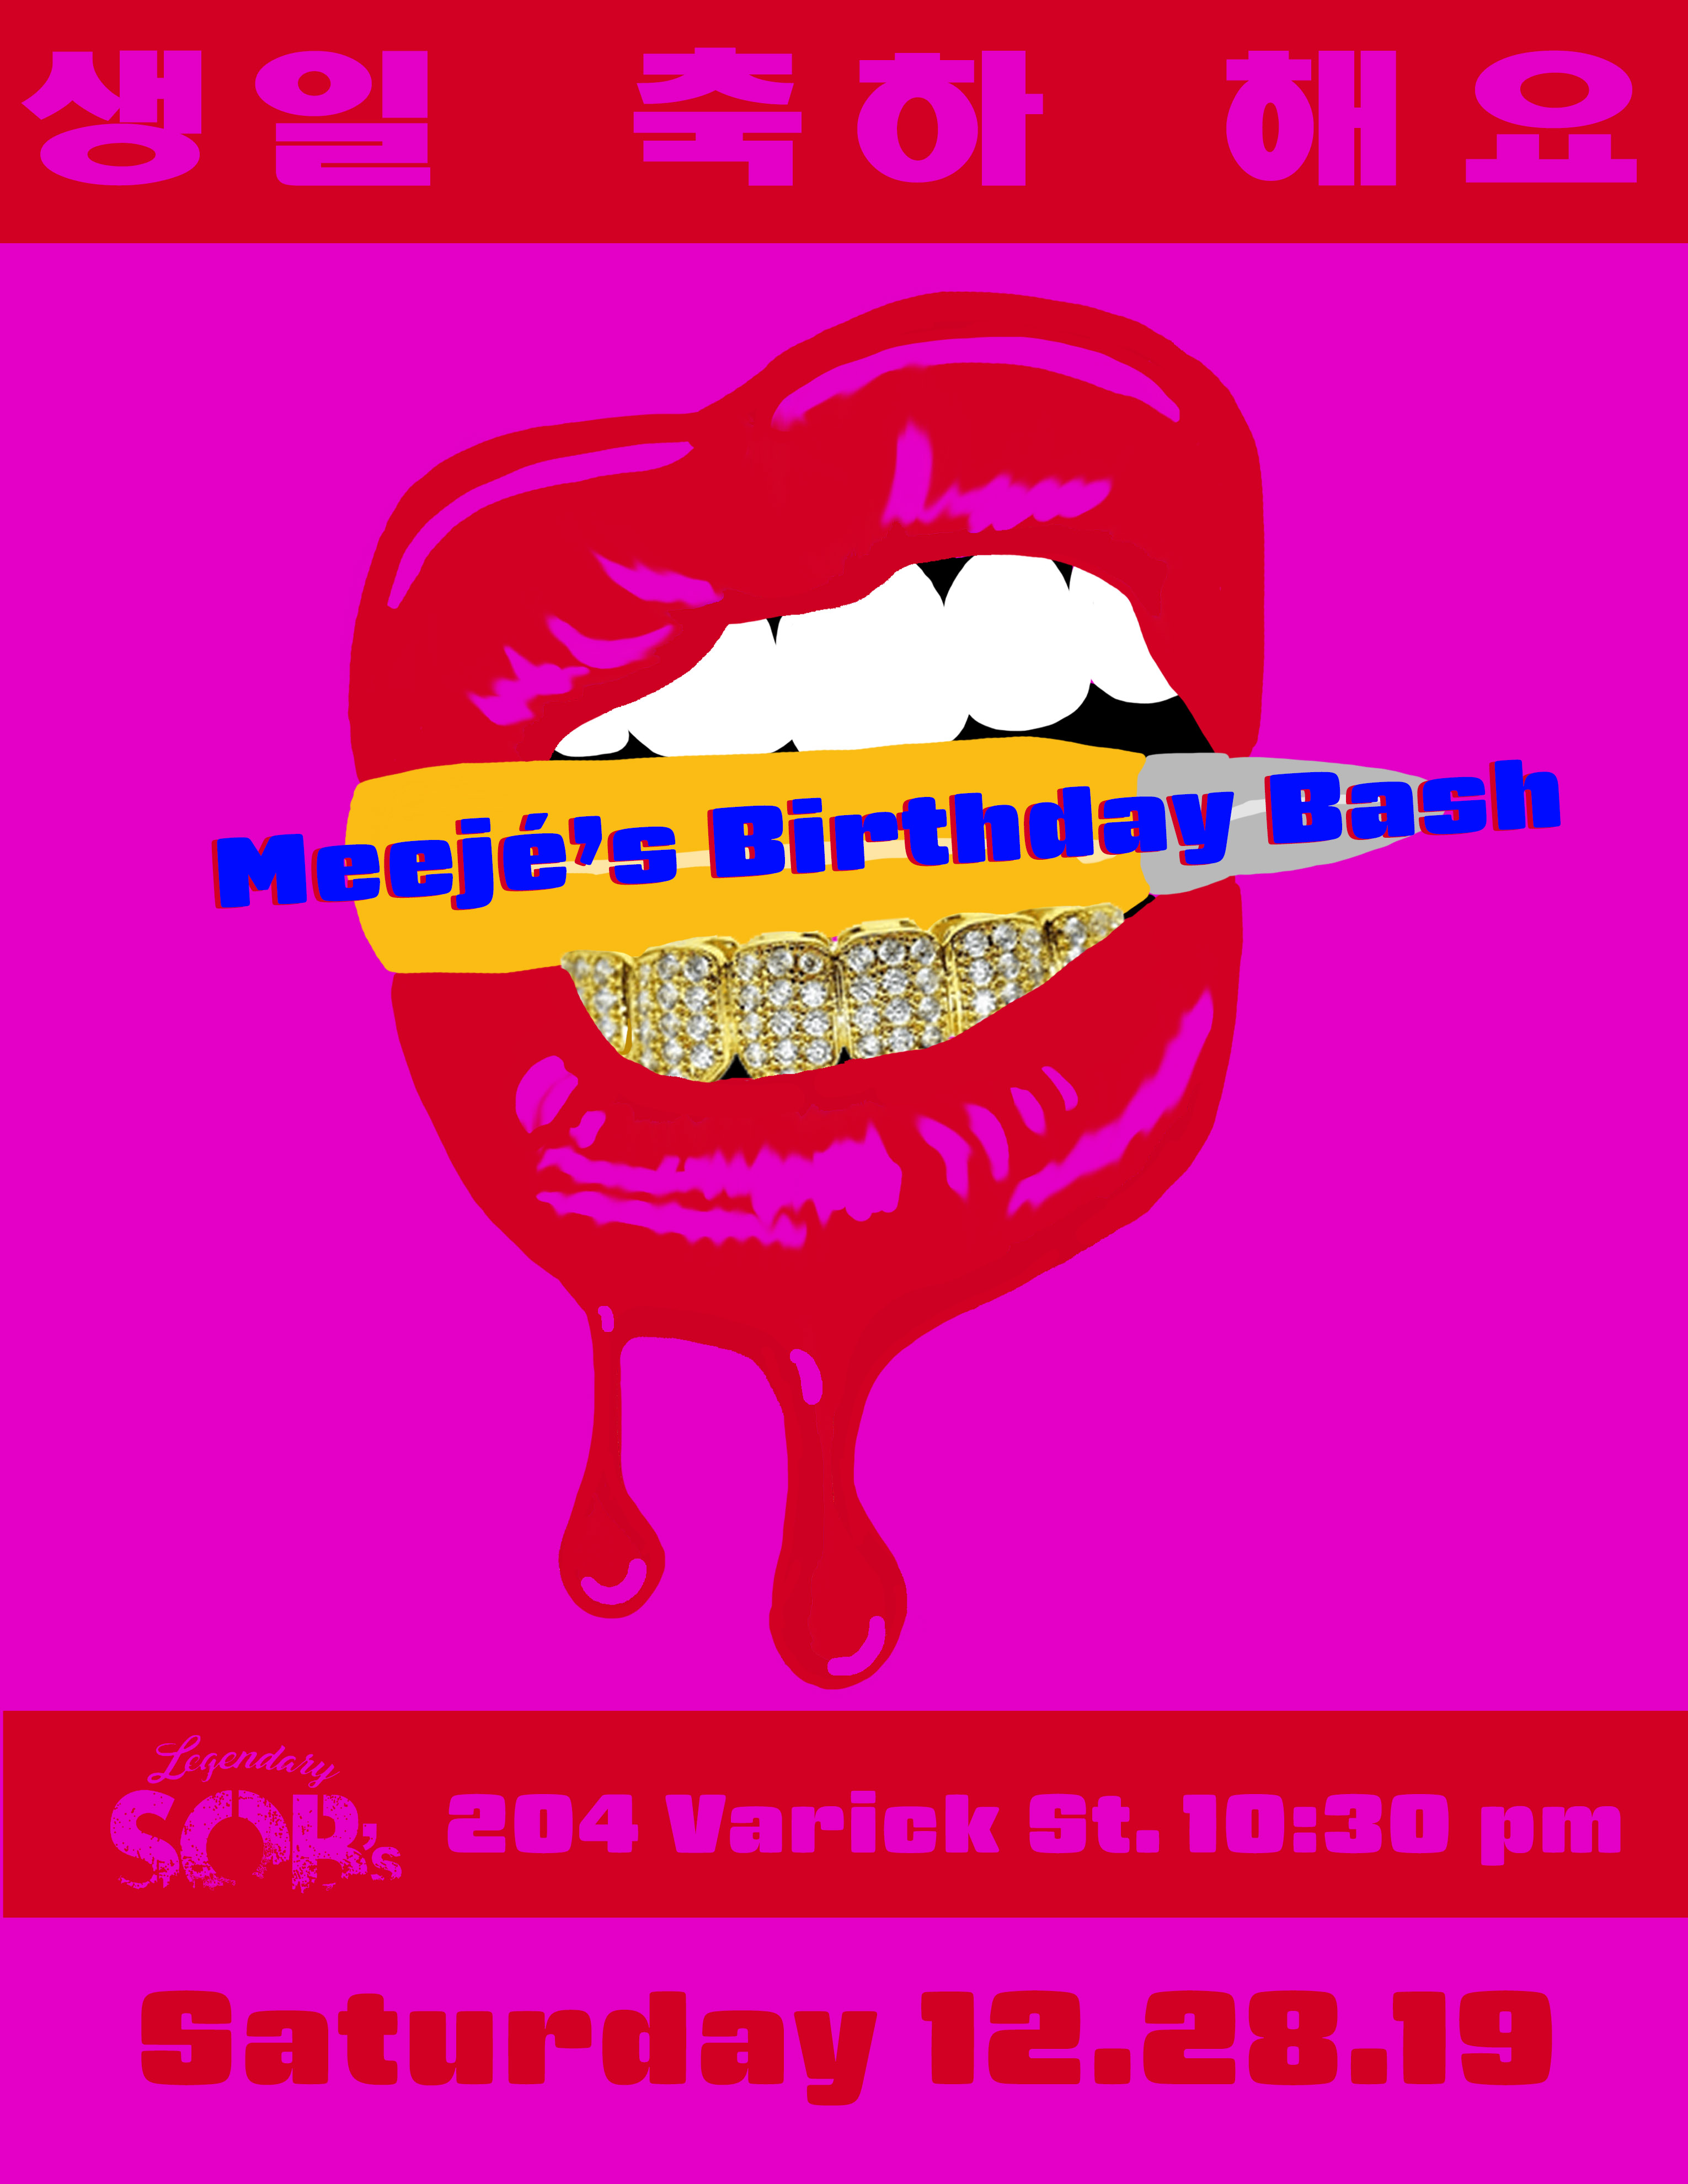 생일 축하 해요
Meejé's Birthday Bash
Legendary
SOB's
204 Varick St. 10:30 pm
Saturday 12.28.19